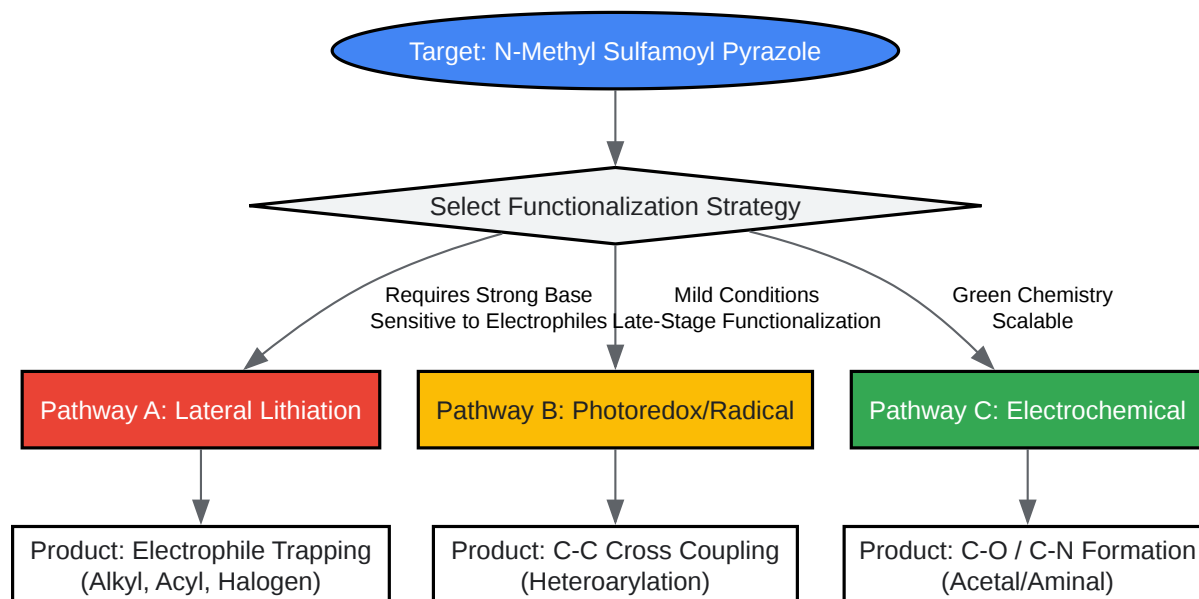 Target: N-Methyl Sulfamoyl Pyrazole
Select Functionalization Strategy
Requires Strong Base
Sensitive to Electrophiles
Mild Conditions
Late-Stage Functionalization
Green Chemistry
Scalable
Pathway A: Lateral Lithiation
Pathway B: Photoredox/Radical
Pathway C: Electrochemical
Product: Electrophile Trapping
(Alkyl, Acyl, Halogen)
Product: C-C Cross Coupling
(Heteroarylation)
Product: C-O / C-N Formation
(Acetal/Aminal)